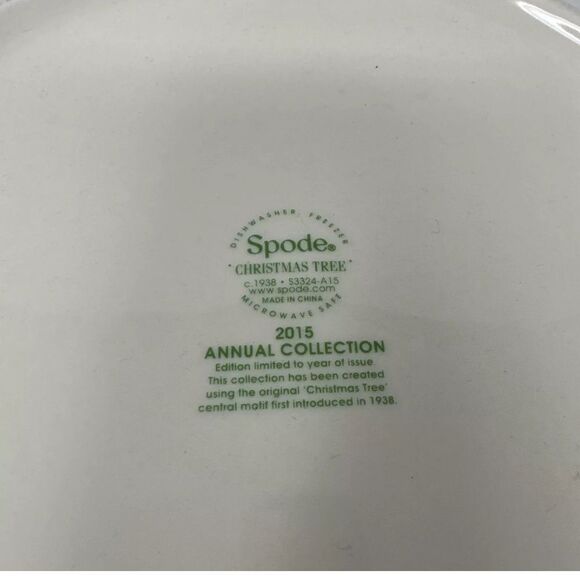 DISHWASHER, FREEZER
Spode®
'CHRISTMAS TREE'
c.1938 • S3324-A15
www.spode.com
MADE IN CHINA
MICROWAVE SAFE
2015
ANNUAL COLLECTION
Edition limited to year of issue.
This collection has been created
using the original 'Christmas Tree'
central motif first introduced in 1938.